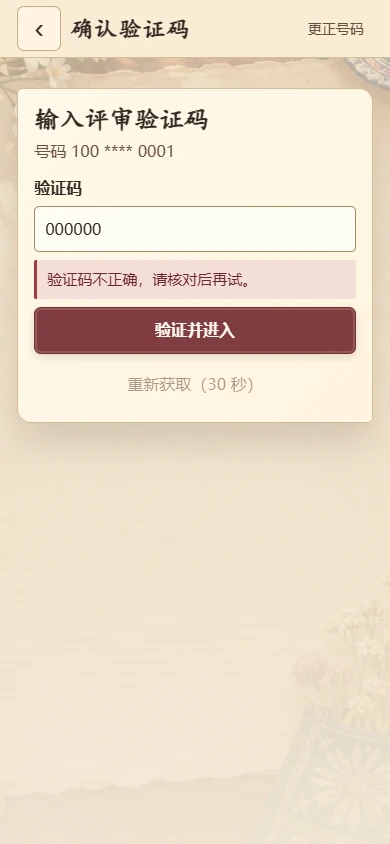 ‹ 确认验证码 更正号码
输入评审验证码
号码 100 **** 0001
验证码
000000
验证码不正确，请核对后再试。
验证并进入
重新获取（30 秒）